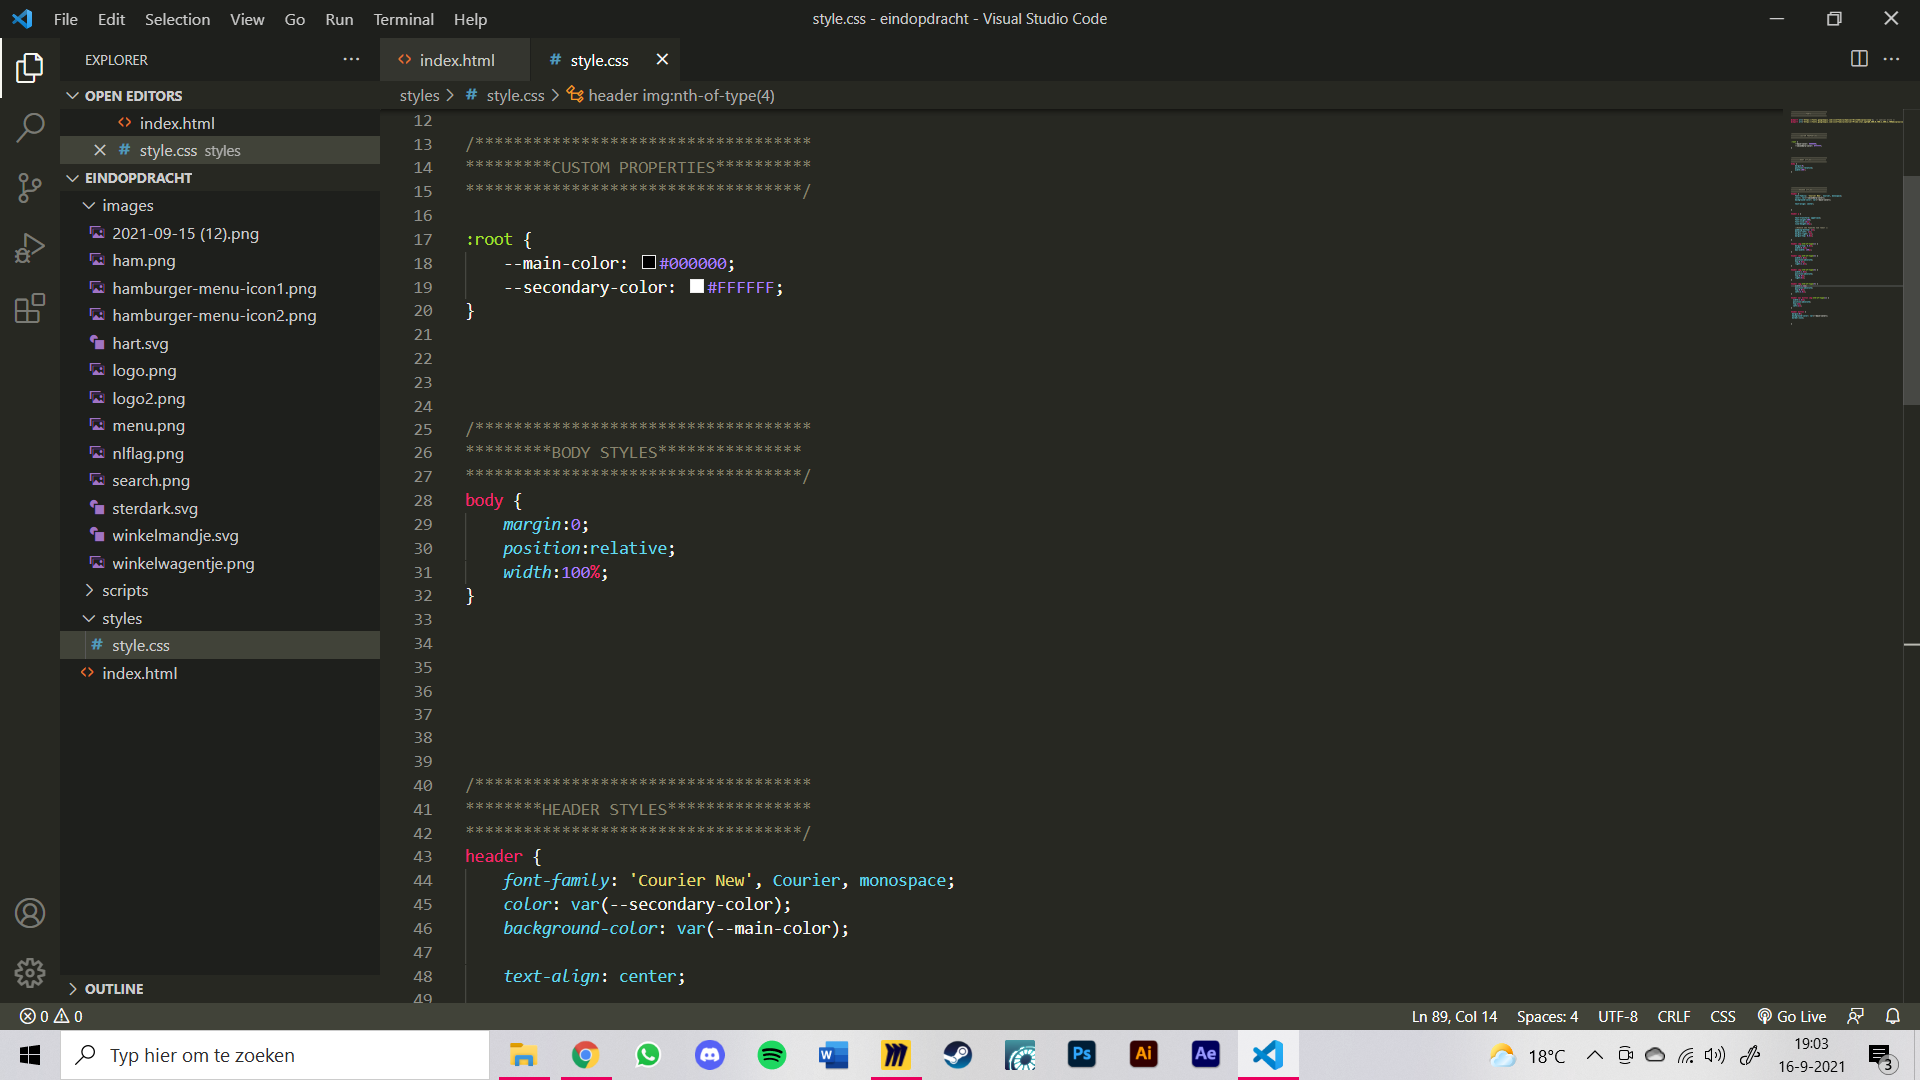 File Edit Selection View Go Run Terminal Help
style.css - eindopdracht - Visual Studio Code
EXPLORER
OPEN EDITORS
index.html
style.css styles
EINDOPDRACHT
images
2021-09-15 (12).png
ham.png
hamburger-menu-icon1.png
hamburger-menu-icon2.png
hart.svg
logo.png
logo2.png
menu.png
nlflag.png
search.png
sterdark.svg
winkelmandje.svg
winkelwagentje.png
scripts
styles
style.css
index.html
OUTLINE
index.html
style.css
styles > style.css > header img:nth-of-type(4)
12
13 /***********************************
14 *********CUSTOM PROPERTIES**********
15 ***********************************/
16
17 :root {
18 --main-color: #000000;
19 --secondary-color: #FFFFFF;
20 }
21
22
23
24
25 /***********************************
26 *********BODY STYLES***************
27 ***********************************/
28 body {
29 margin:0;
30 position:relative;
31 width:100%;
32 }
33
34
35
36
37
38
39
40 /***********************************
41 ********HEADER STYLES***************
42 ***********************************/
43 header {
44 font-family: 'Courier New', Courier, monospace;
45 color: var(--secondary-color);
46 background-color: var(--main-color);
47
48 text-align: center;
49
0 0
Ln 89, Col 14 Spaces: 4 UTF-8 CRLF CSS Go Live
Typ hier om te zoeken
W
Ps
Ai
Ae
18°C
19:03
16-9-2021
3